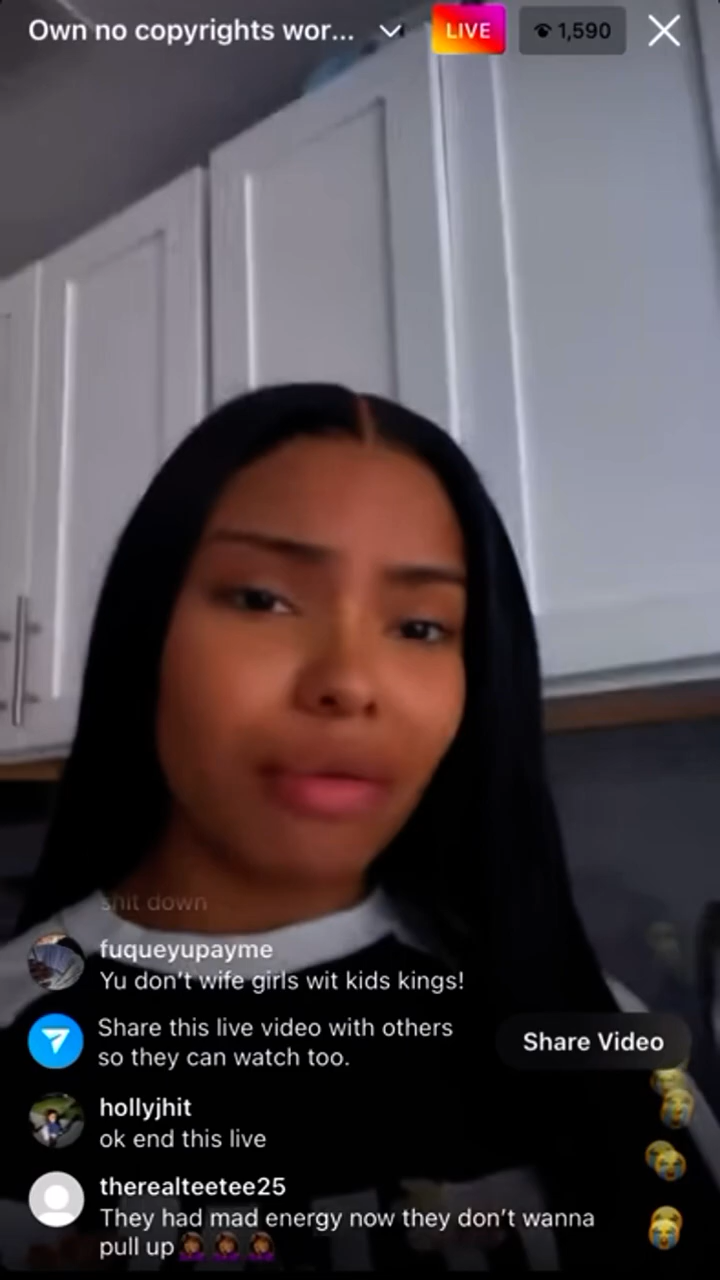 Own no copyrights wor...
LIVE
1,590
shit down
fuqueyupayme
Yu don't wife girls wit kids kings!
Share this live video with others
so they can watch too.
Share Video
hollyjhit
ok end this live
therealteetee25
They had mad energy now they don't wanna
pull up🤦🏾‍♀️🤦🏾‍♀️🤦🏾‍♀️